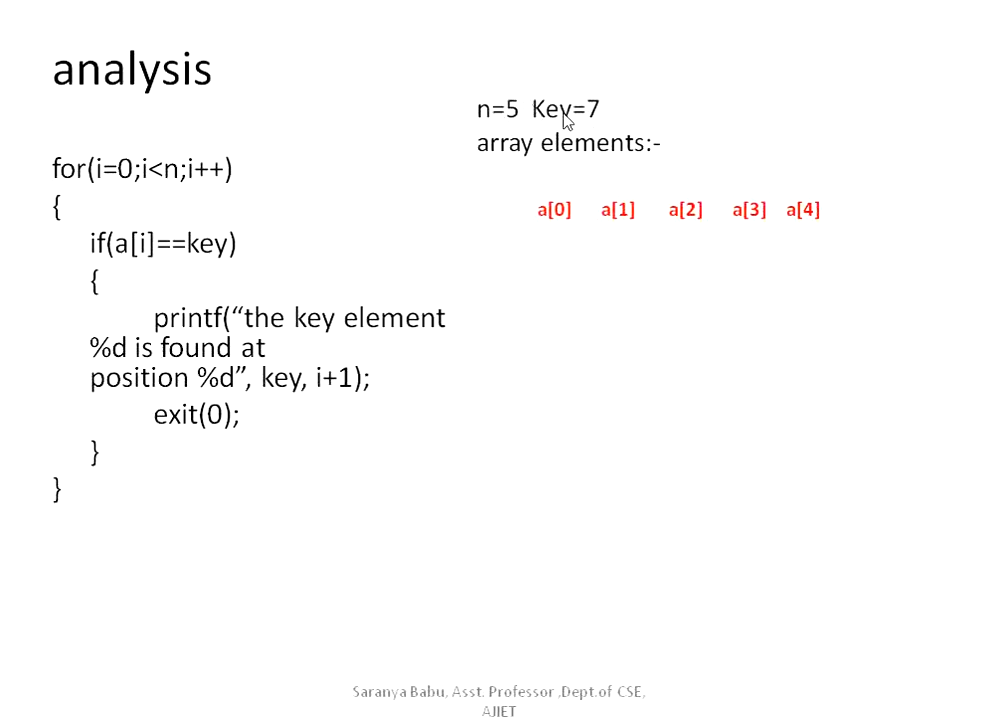 analysis
for(i=0;i<n;i++)
{
if(a[i]==key)
{
printf(“the key element
%d is found at
position %d”, key, i+1);
exit(0);
}
}
n=5 Key=7
array elements:-
a[0] a[1] a[2] a[3] a[4]
Saranya Babu, Asst. Professor ,Dept.of CSE,
AJIET